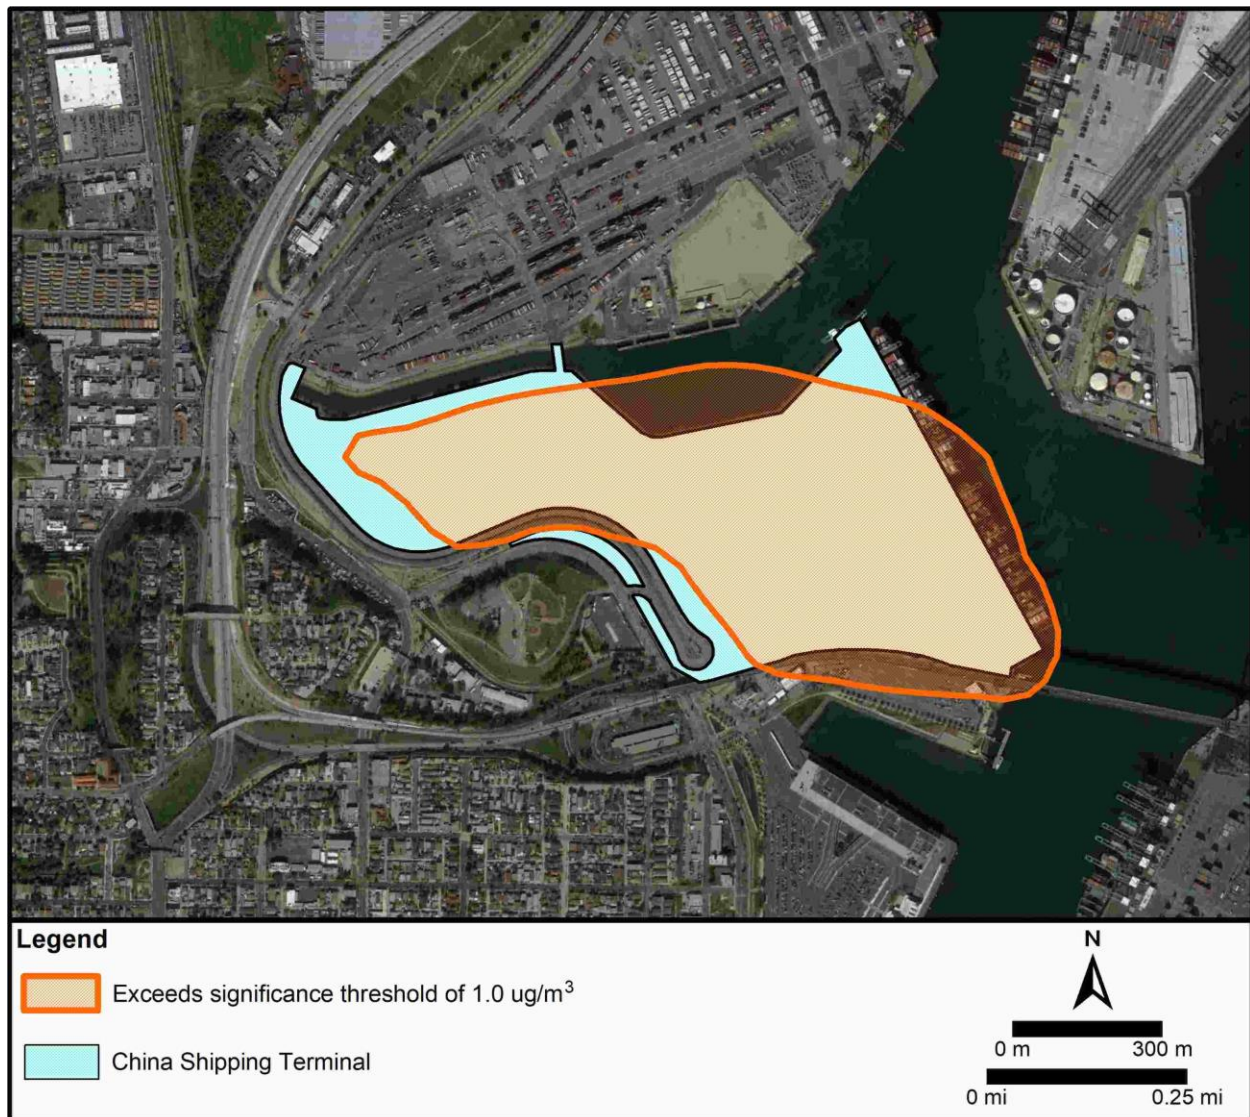 Legend
Exceeds significance threshold of 1.0 ug/m³
China Shipping Terminal
N
0 m 300 m
0 mi 0.25 mi